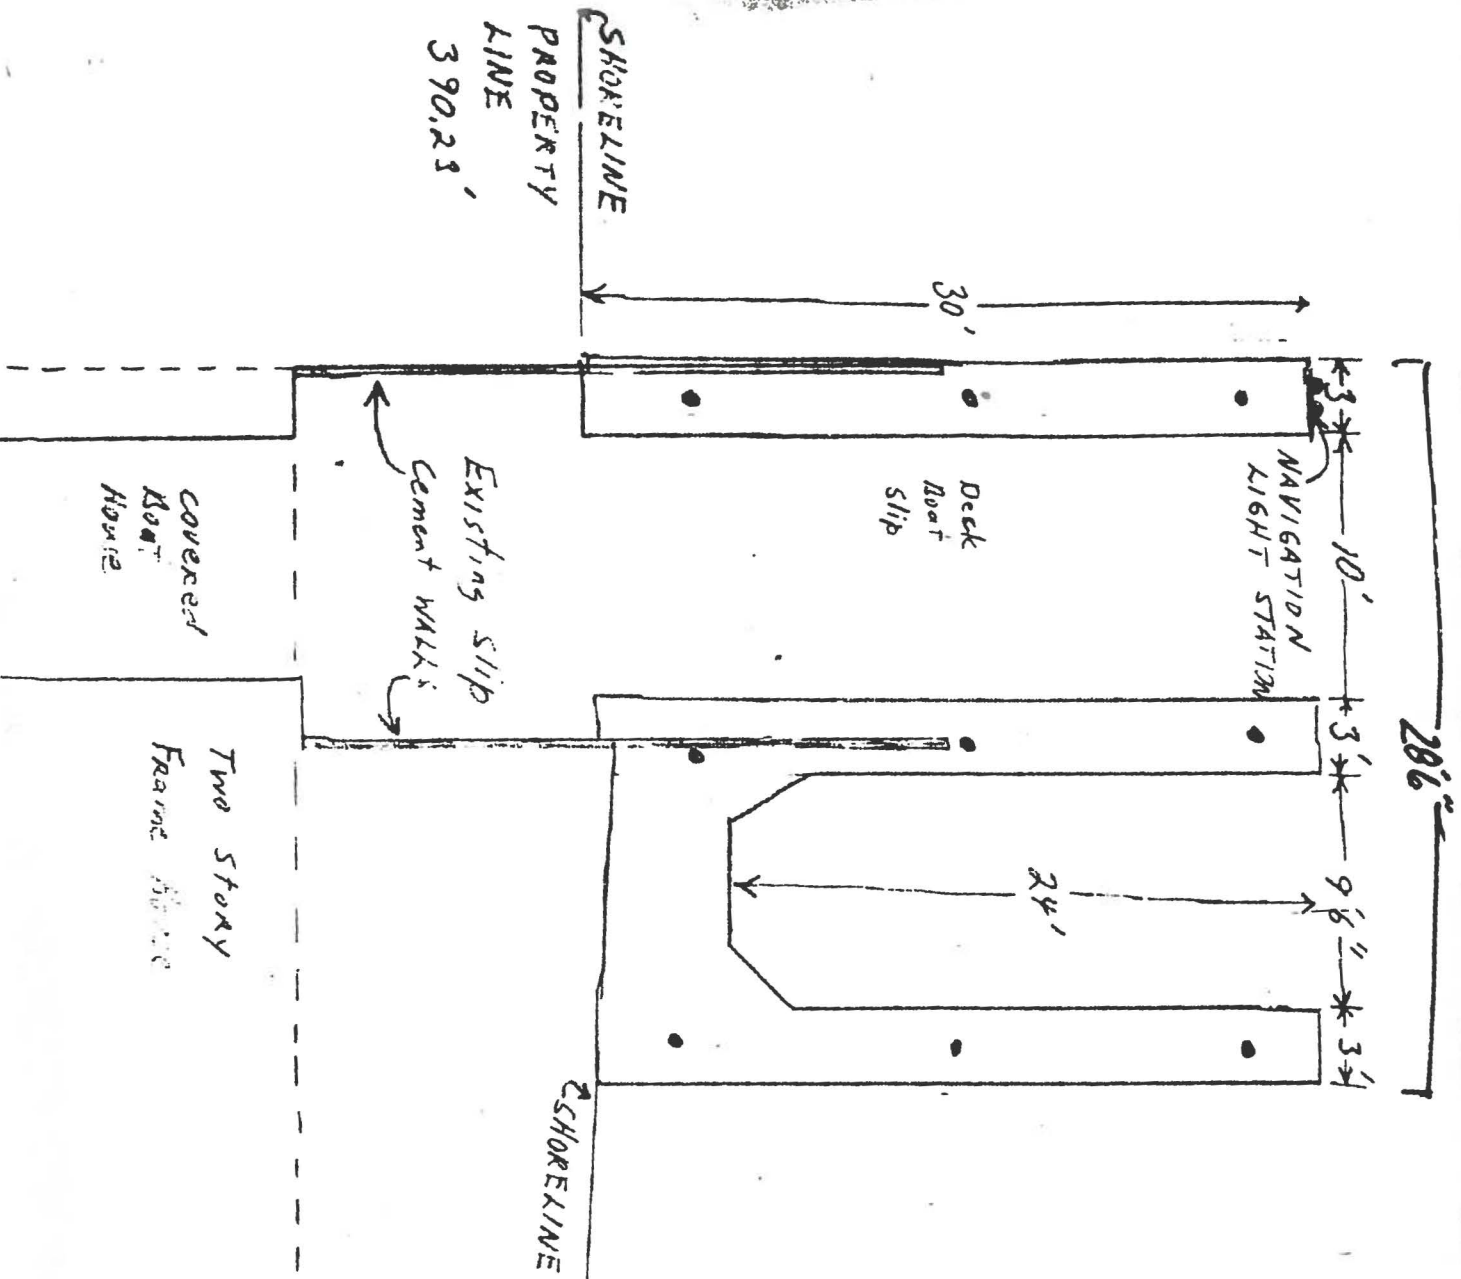 28'6"
3
10'
3'
9'6"
3'
NAVIGATION
LIGHT STATION
30'
24'
Deck
Boat
Slip
SHORELINE
PROPERTY
LINE
390.23'
Existing Slip
Cement WALLS
SHORELINE
COVERED
Boat
House
Two Story
Frame